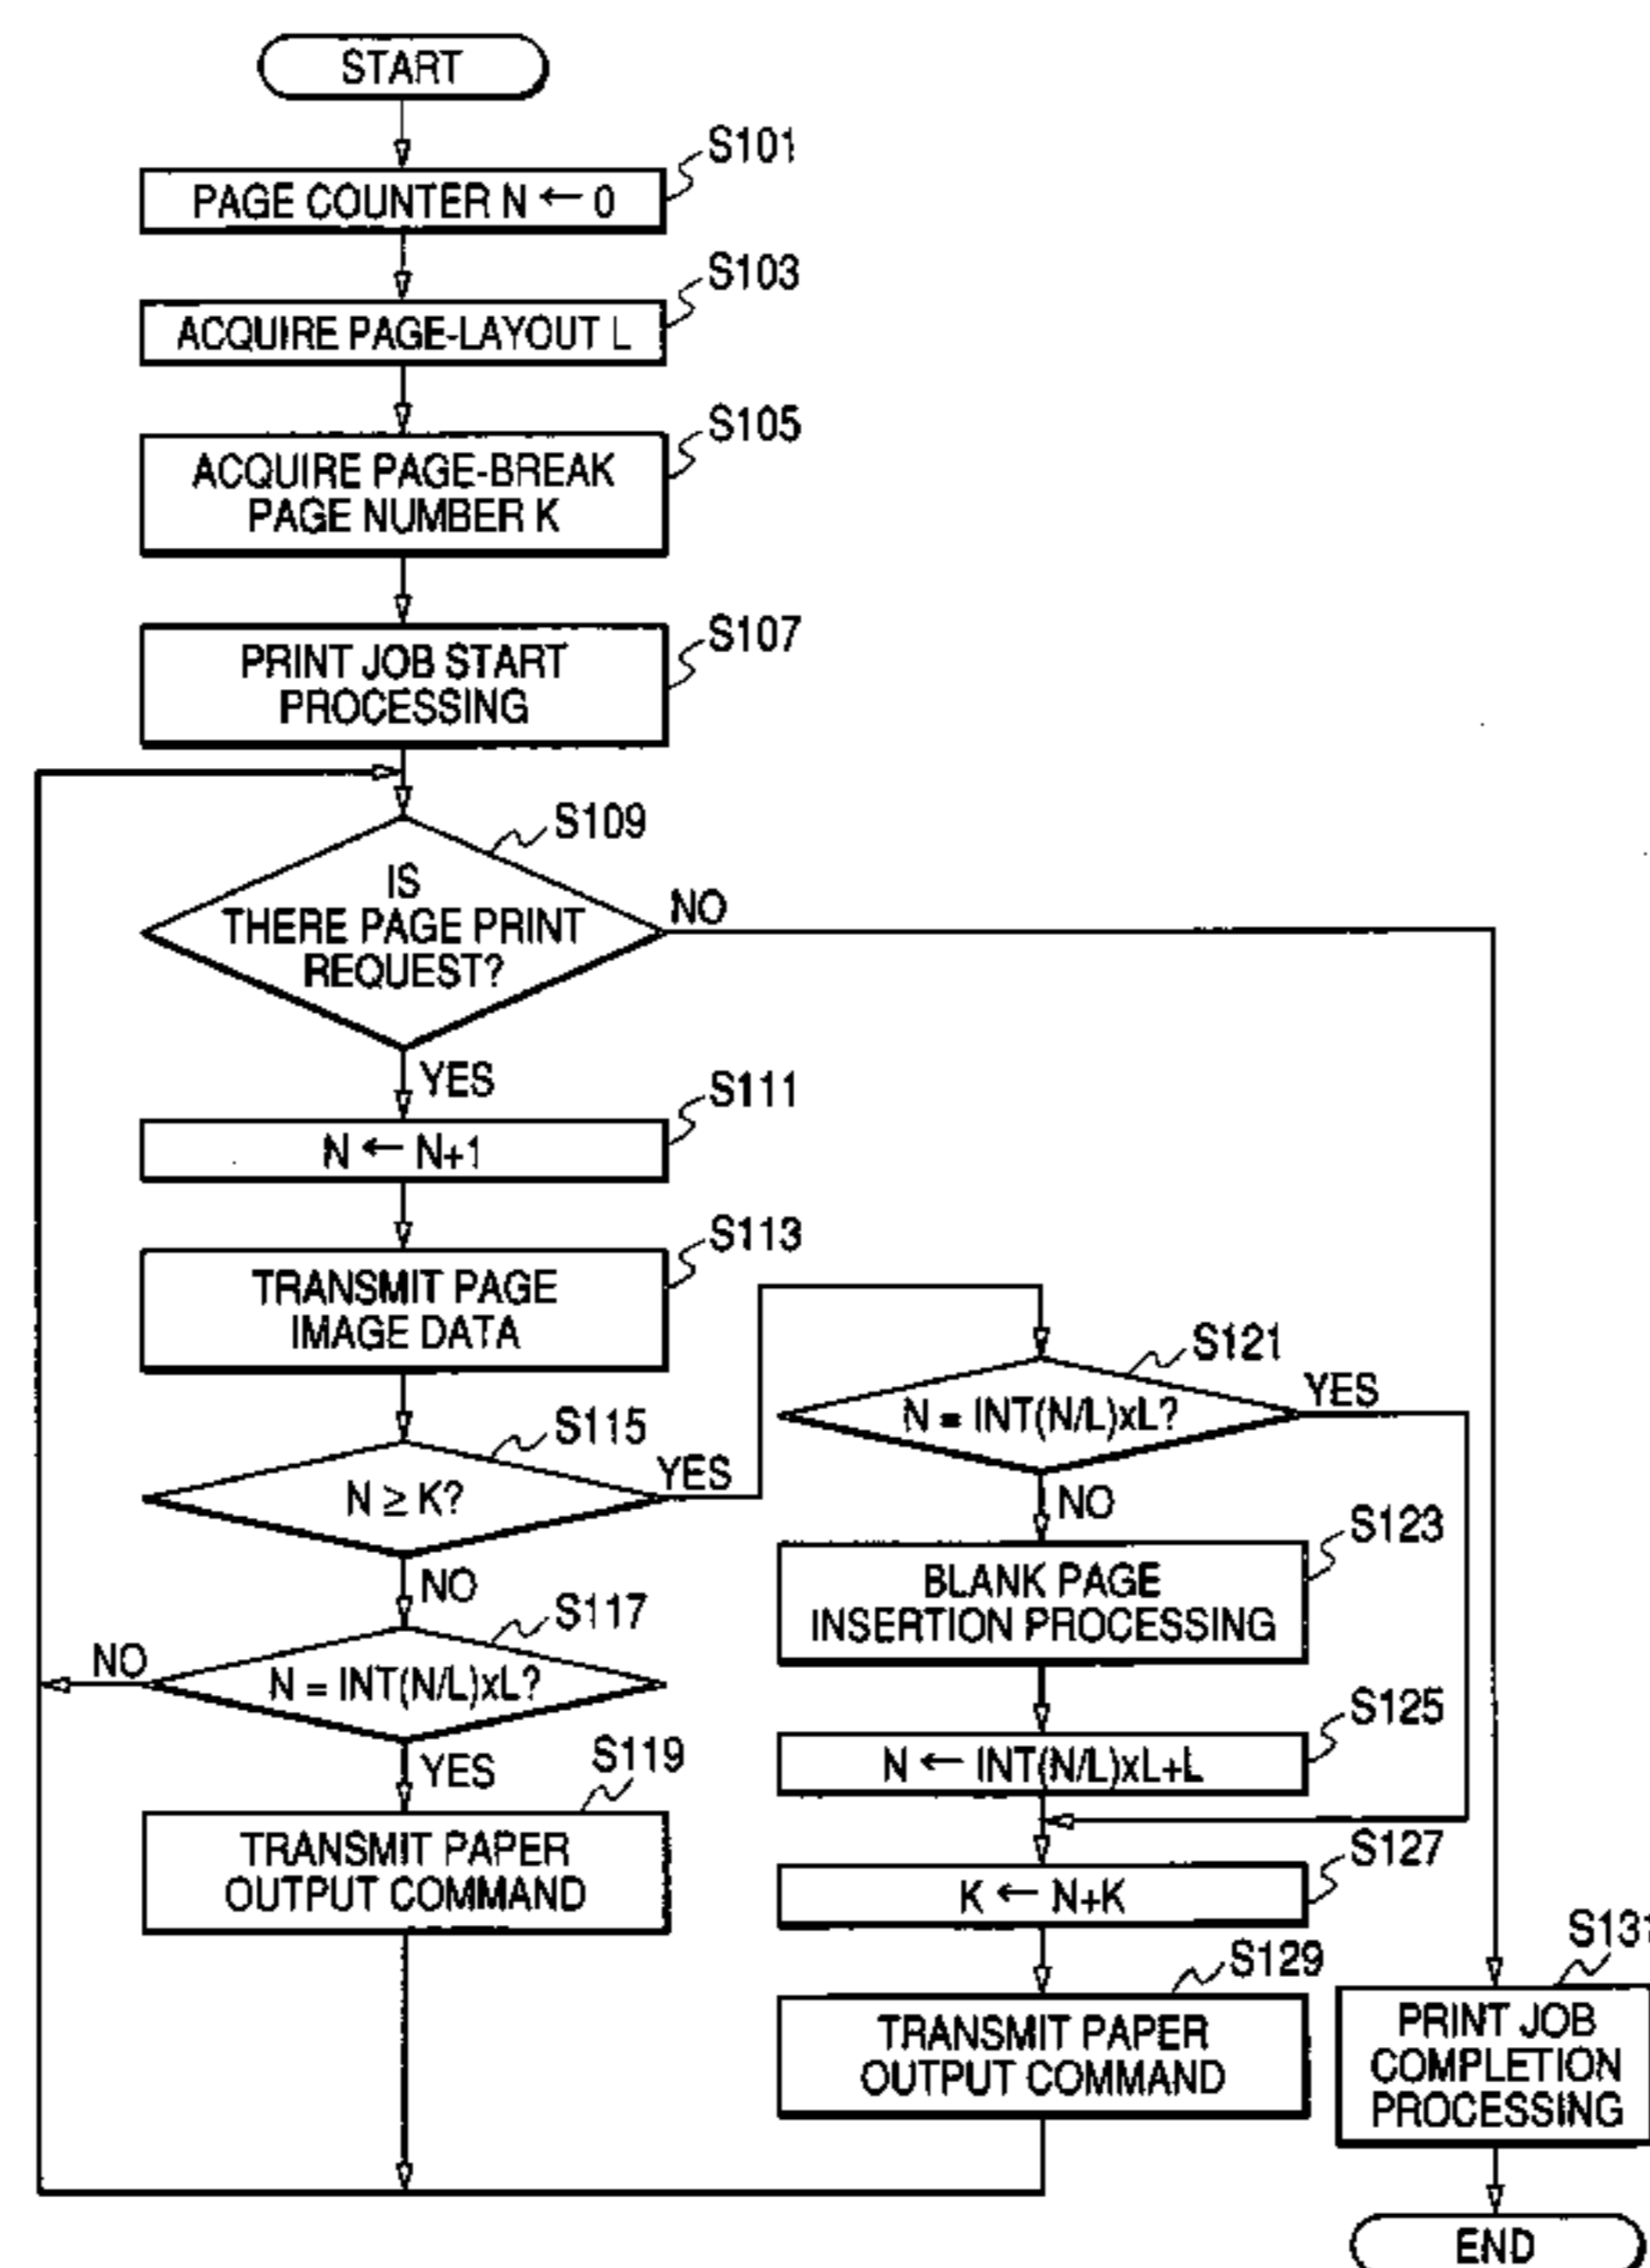 START
S101
PAGE COUNTER N ← 0
S103
ACQUIRE PAGE-LAYOUT L
S105
ACQUIRE PAGE-BREAK
PAGE NUMBER K
S107
PRINT JOB START
PROCESSING
S109
IS
THERE PAGE PRINT
REQUEST?
NO
YES
S111
N ← N+1
S113
TRANSMIT PAGE
IMAGE DATA
S115
N ≥ K?
YES
NO
S117
N = INT(N/L)xL?
NO
YES
S119
TRANSMIT PAPER
OUTPUT COMMAND
S121
N = INT(N/L)xL?
YES
NO
S123
BLANK PAGE
INSERTION PROCESSING
S125
N ← INT(N/L)xL+L
S127
K ← N+K
S129
TRANSMIT PAPER
OUTPUT COMMAND
S131
PRINT JOB
COMPLETION
PROCESSING
END